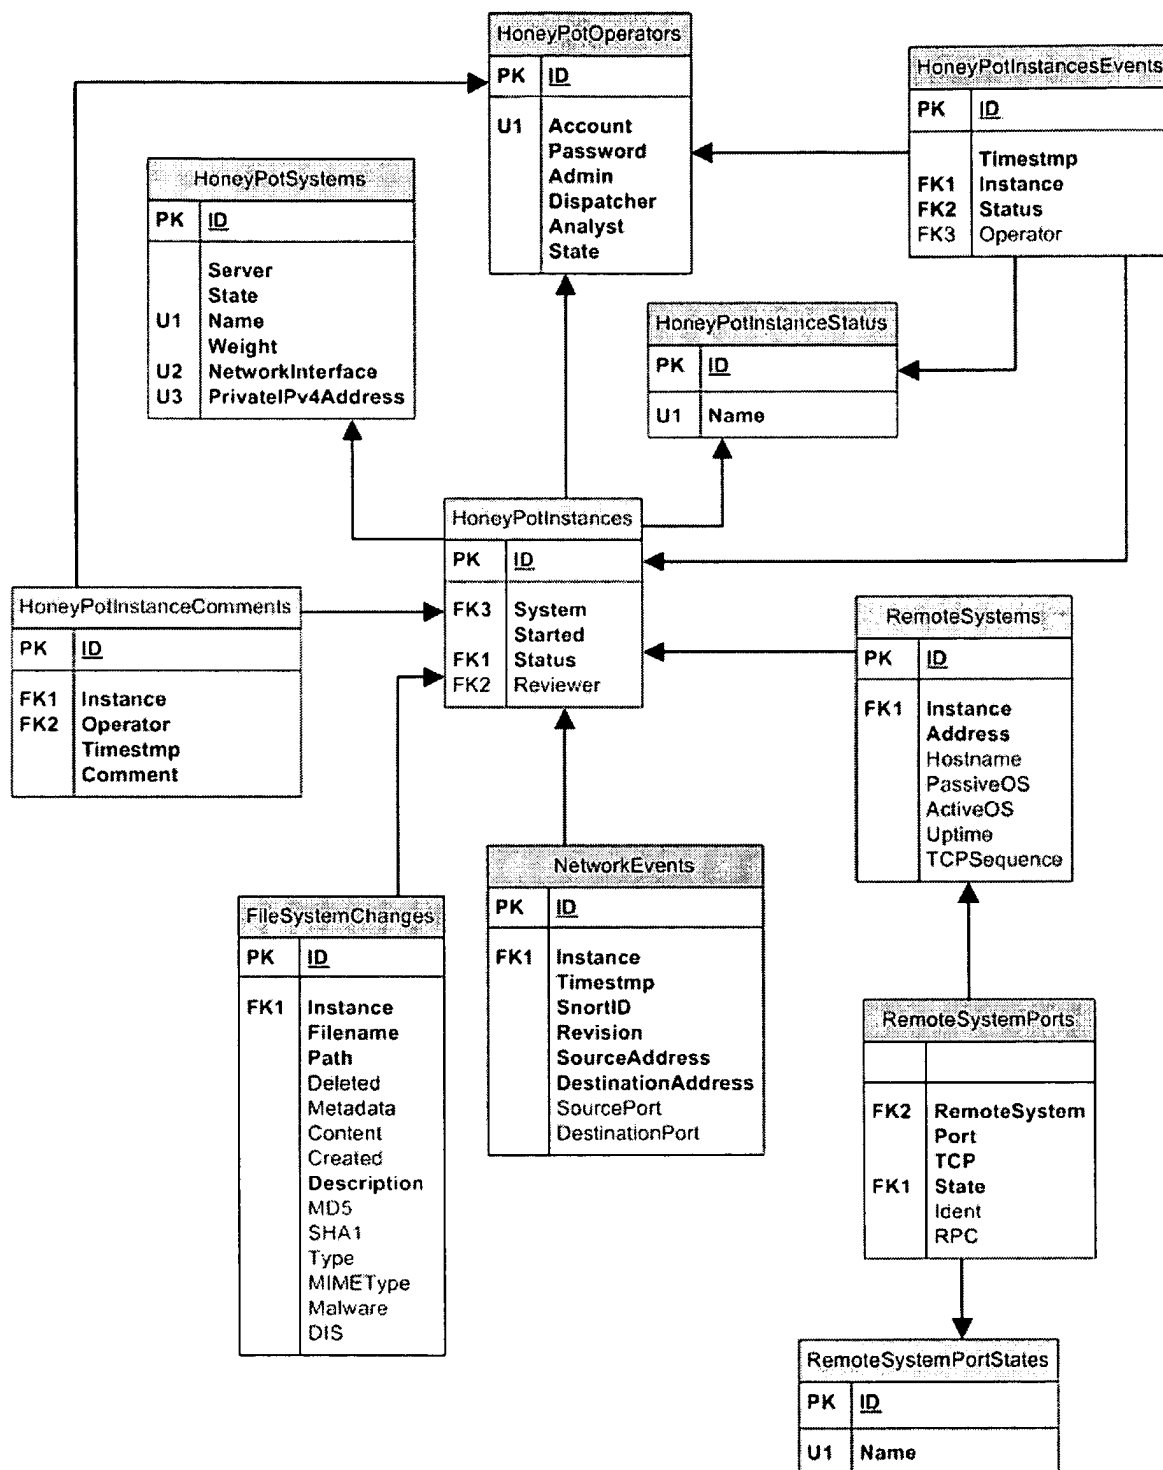 HoneyPotOperators
PK ID
U1 Account
Password
Admin
Dispatcher
Analyst
State
HoneyPotInstancesEvents
PK ID
Timestmp
FK1 Instance
FK2 Status
FK3 Operator
HoneyPotSystems
PK ID
Server
State
U1 Name
Weight
U2 NetworkInterface
U3 PrivateIPv4Address
HoneyPotInstanceStatus
PK ID
U1 Name
HoneyPotInstances
PK ID
FK3 System
Started
FK1 Status
FK2 Reviewer
HoneyPotInstanceComments
PK ID
FK1 Instance
FK2 Operator
Timestmp
Comment
RemoteSystems
PK ID
FK1 Instance
Address
Hostname
PassiveOS
ActiveOS
Uptime
TCPSequence
NetworkEvents
PK ID
FK1 Instance
Timestmp
SnortID
Revision
SourceAddress
DestinationAddress
SourcePort
DestinationPort
FileSystemChanges
PK ID
FK1 Instance
Filename
Path
Deleted
Metadata
Content
Created
Description
MD5
SHA1
Type
MIMEType
Malware
DIS
RemoteSystemPorts
FK2 RemoteSystem
Port
TCP
FK1 State
Ident
RPC
RemoteSystemPortStates
PK ID
U1 Name